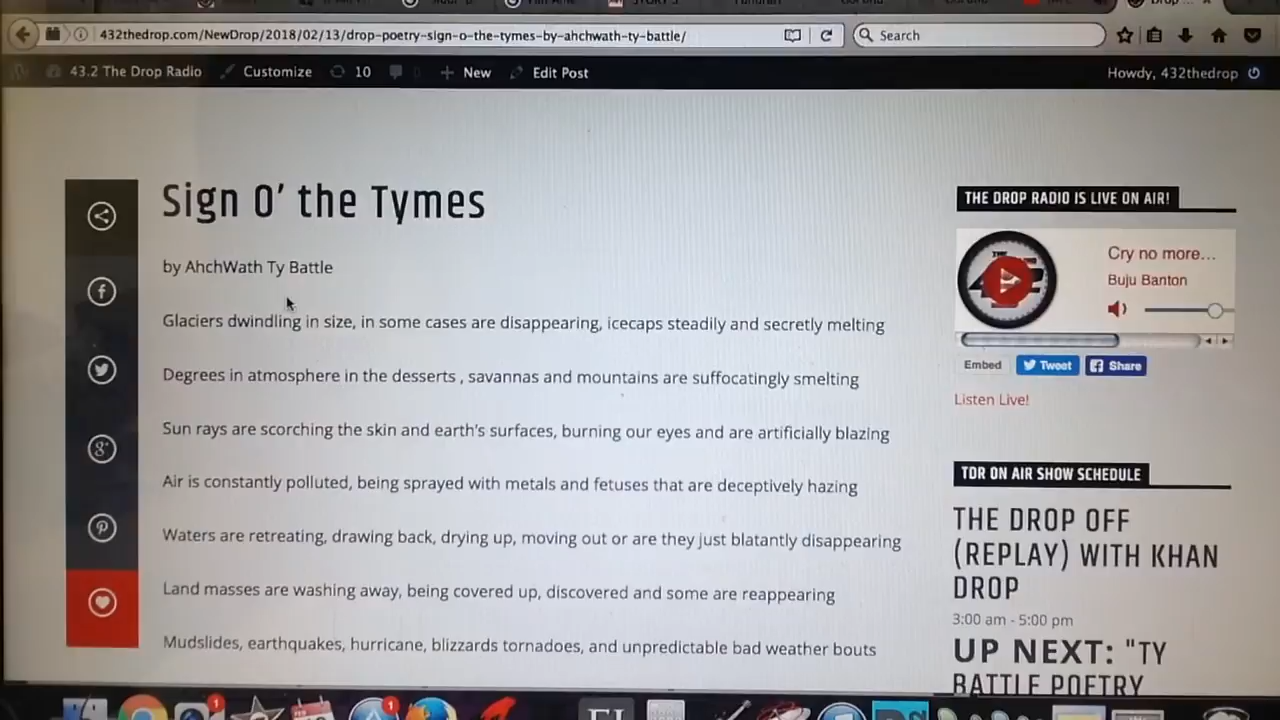 432thedrop.com/NewDrop/2018/02/13/drop-poetry-sign-o-the-tymes-by-ahchwath-ty-battle/
Search
43.2 The Drop Radio
Customize
10
0
New
Edit Post
Howdy, 432thedrop
Sign O' the Tymes
by AhchWath Ty Battle
Glaciers dwindling in size, in some cases are disappearing, icecaps steadily and secretly melting
Degrees in atmosphere in the desserts , savannas and mountains are suffocatingly smelting
Sun rays are scorching the skin and earth's surfaces, burning our eyes and are artificially blazing
Air is constantly polluted, being sprayed with metals and fetuses that are deceptively hazing
Waters are retreating, drawing back, drying up, moving out or are they just blatantly disappearing
Land masses are washing away, being covered up, discovered and some are reappearing
Mudslides, earthquakes, hurricane, blizzards tornadoes, and unpredictable bad weather bouts
THE DROP RADIO IS LIVE ON AIR!
Cry no more...
Buju Banton
Embed
Tweet
Share
Listen Live!
TDR ON AIR SHOW SCHEDULE
THE DROP OFF
(REPLAY) WITH KHAN
DROP
3:00 am - 5:00 pm
UP NEXT: "TY
BATTLE POETRY
1
1